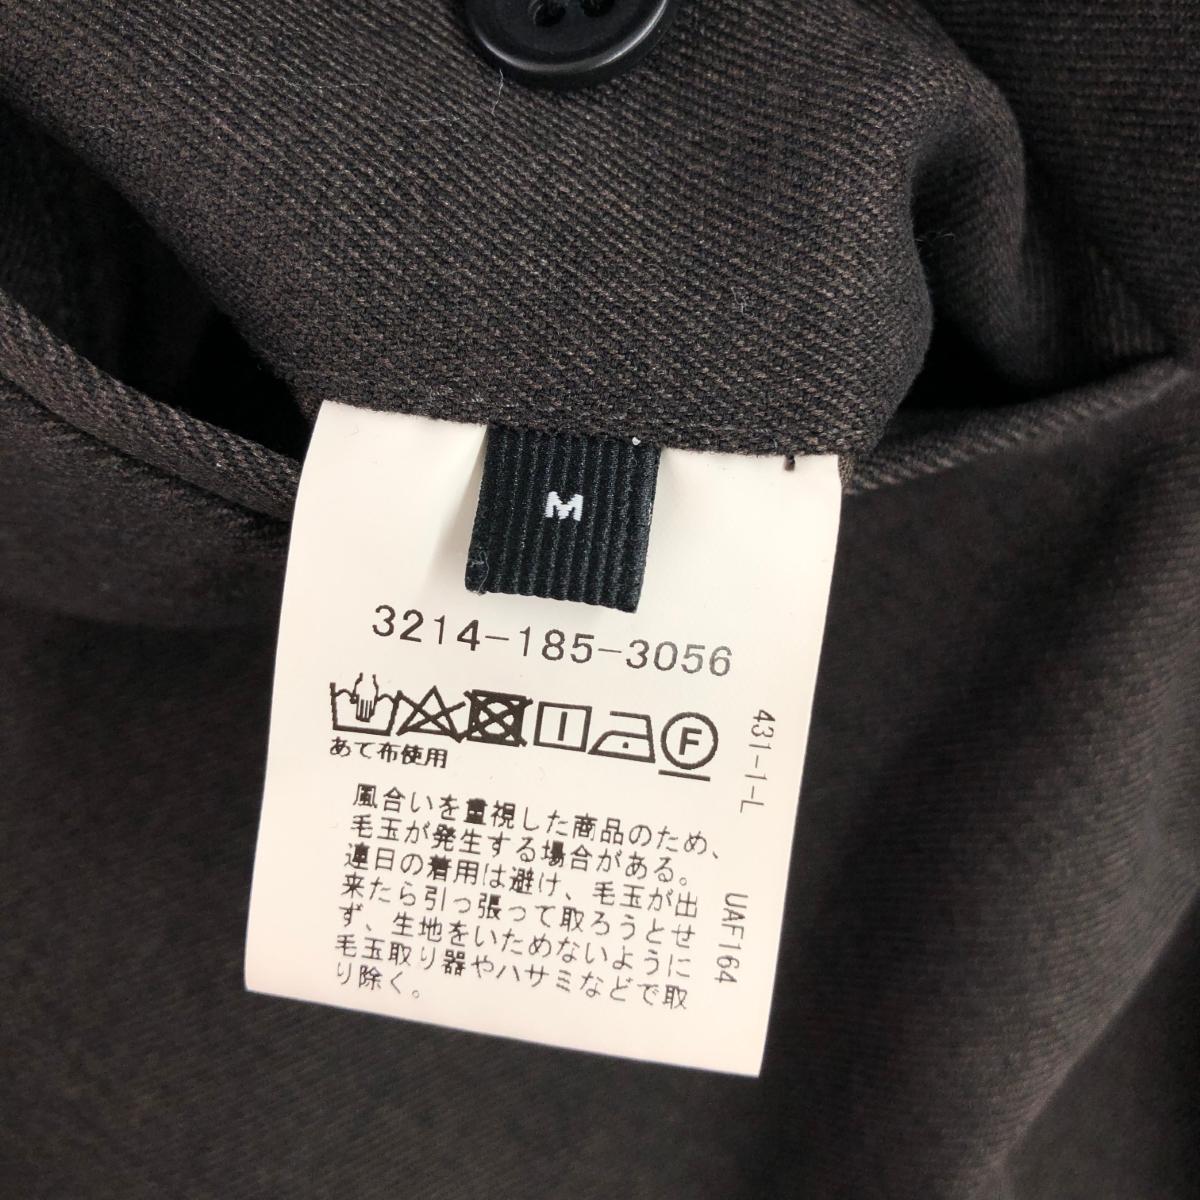 M
3214-185-3056
F
あて布使用
風合いを重視した商品のため、
毛玉が発生する場合がある。
連日の着用は避け、毛玉が出
来たら引っ張って取ろうとせ
ず、生地をいためないように
毛玉取り器やハサミなどで取
り除く。
431-1-L
UAF164